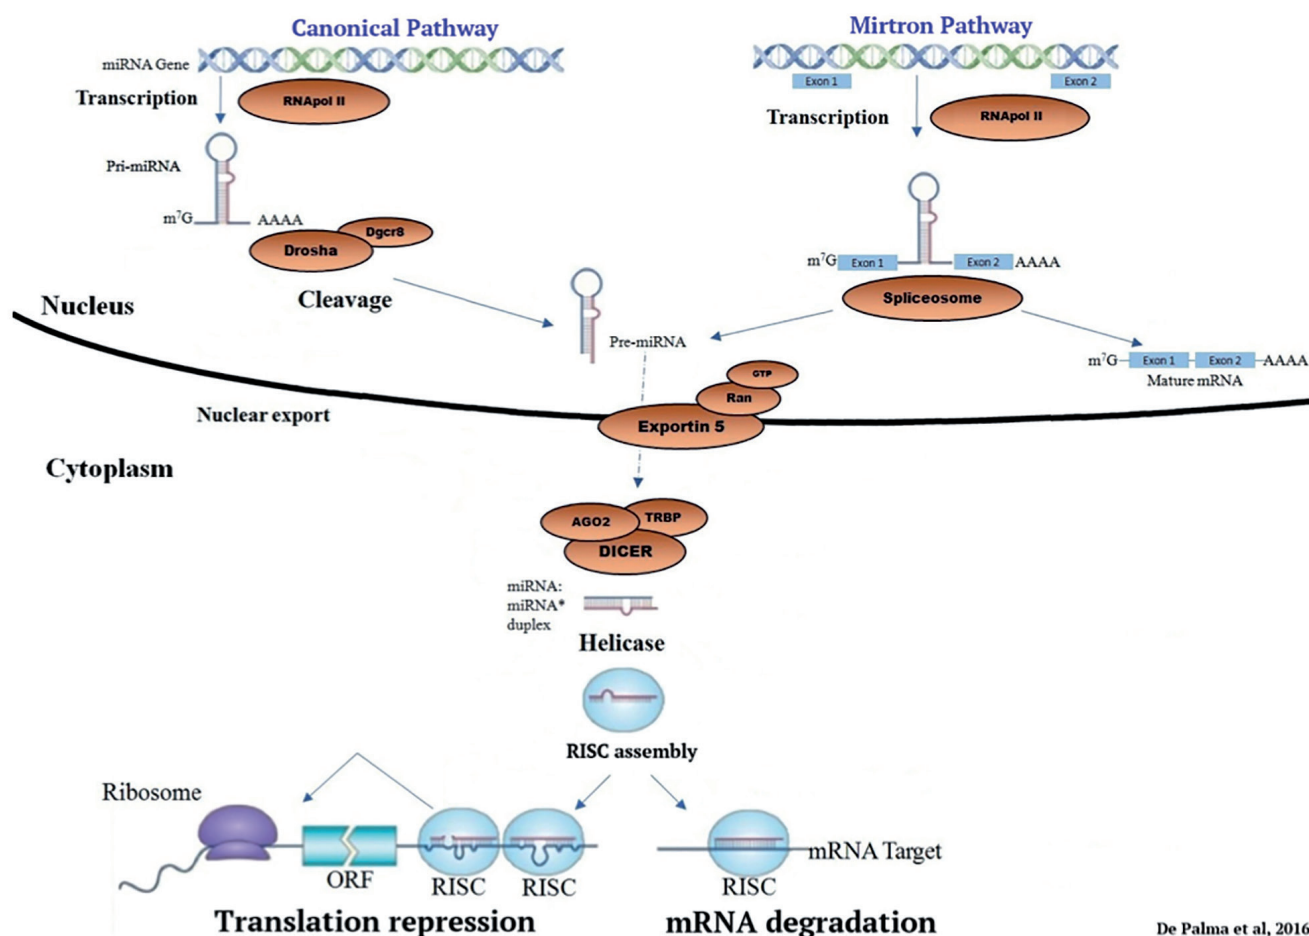 Canonical Pathway
Mirtron Pathway
miRNA Gene
Exon 1
Exon 2
Transcription
RNApol II
Transcription
RNApol II
Pri-miRNA
m⁷G
AAAA
Dgcr8
Drosha
m⁷G
Exon 1
Exon 2
AAAA
Spliceosome
Cleavage
Nucleus
Pre-miRNA
m⁷G
Exon 1
Exon 2
AAAA
Mature mRNA
GTP
Ran
Nuclear export
Exportin 5
Cytoplasm
AGO2
TRBP
DICER
miRNA:
miRNA*
duplex
Helicase
RISC assembly
Ribosome
ORF
RISC
RISC
mRNA Target
RISC
Translation repression
mRNA degradation
De Palma et al, 2016